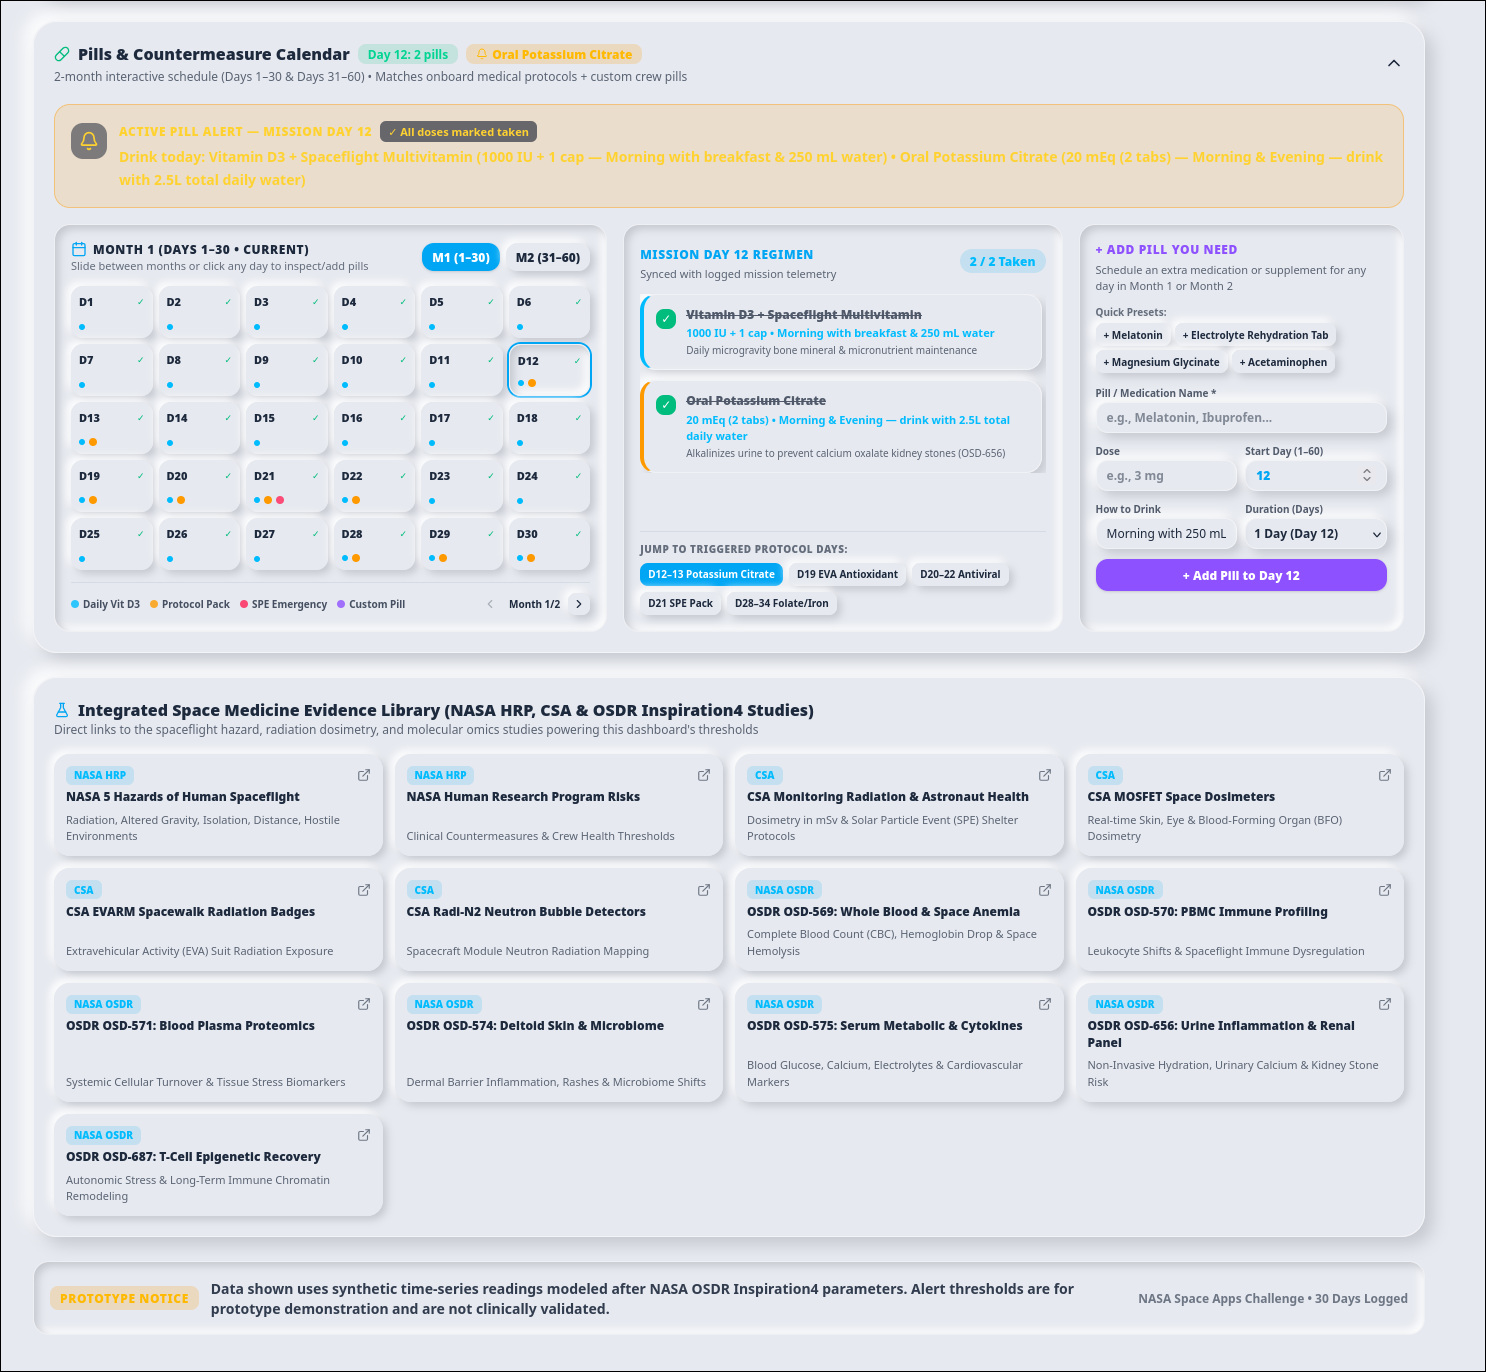 Pills & Countermeasure Calendar Day 12: 2 pills Oral Potassium Citrate
2-month interactive schedule (Days 1–30 & Days 31–60) • Matches onboard medical protocols + custom crew pills
ACTIVE PILL ALERT — MISSION DAY 12 ✓ All doses marked taken
Drink today: Vitamin D3 + Spaceflight Multivitamin (1000 IU + 1 cap — Morning with breakfast & 250 mL water) • Oral Potassium Citrate (20 mEq (2 tabs) — Morning & Evening — drink
with 2.5L total daily water)
MONTH 1 (DAYS 1–30 • CURRENT)
Slide between months or click any day to inspect/add pills
M1 (1–30) M2 (31–60)
D1 ✓ D2 ✓ D3 ✓ D4 ✓ D5 ✓ D6 ✓
D7 ✓ D8 ✓ D9 ✓ D10 ✓ D11 ✓ D12 ✓
D13 ✓ D14 ✓ D15 ✓ D16 ✓ D17 ✓ D18 ✓
D19 ✓ D20 ✓ D21 ✓ D22 ✓ D23 ✓ D24 ✓
D25 ✓ D26 ✓ D27 ✓ D28 ✓ D29 ✓ D30 ✓
Daily Vit D3 Protocol Pack SPE Emergency Custom Pill Month 1/2
MISSION DAY 12 REGIMEN
Synced with logged mission telemetry
2 / 2 Taken
✓ Vitamin D3 + Spaceflight Multivitamin
1000 IU + 1 cap • Morning with breakfast & 250 mL water
Daily microgravity bone mineral & micronutrient maintenance
✓ Oral Potassium Citrate
20 mEq (2 tabs) • Morning & Evening — drink with 2.5L total
daily water
Alkalinizes urine to prevent calcium oxalate kidney stones (OSD-656)
JUMP TO TRIGGERED PROTOCOL DAYS:
D12–13 Potassium Citrate D19 EVA Antioxidant D20–22 Antiviral
D21 SPE Pack D28–34 Folate/Iron
+ ADD PILL YOU NEED
Schedule an extra medication or supplement for any
day in Month 1 or Month 2
Quick Presets:
+ Melatonin + Electrolyte Rehydration Tab
+ Magnesium Glycinate + Acetaminophen
Pill / Medication Name *
e.g., Melatonin, Ibuprofen...
Dose Start Day (1–60)
e.g., 3 mg 12
How to Drink Duration (Days)
Morning with 250 mL 1 Day (Day 12)
+ Add Pill to Day 12
Integrated Space Medicine Evidence Library (NASA HRP, CSA & OSDR Inspiration4 Studies)
Direct links to the spaceflight hazard, radiation dosimetry, and molecular omics studies powering this dashboard's thresholds
NASA HRP
NASA 5 Hazards of Human Spaceflight
Radiation, Altered Gravity, Isolation, Distance, Hostile
Environments
NASA HRP
NASA Human Research Program Risks
Clinical Countermeasures & Crew Health Thresholds
CSA
CSA Monitoring Radiation & Astronaut Health
Dosimetry in mSv & Solar Particle Event (SPE) Shelter
Protocols
CSA
CSA MOSFET Space Dosimeters
Real-time Skin, Eye & Blood-Forming Organ (BFO)
Dosimetry
CSA
CSA EVARM Spacewalk Radiation Badges
Extravehicular Activity (EVA) Suit Radiation Exposure
CSA
CSA Radi-N2 Neutron Bubble Detectors
Spacecraft Module Neutron Radiation Mapping
NASA OSDR
OSDR OSD-569: Whole Blood & Space Anemia
Complete Blood Count (CBC), Hemoglobin Drop & Space
Hemolysis
NASA OSDR
OSDR OSD-570: PBMC Immune Profiling
Leukocyte Shifts & Spaceflight Immune Dysregulation
NASA OSDR
OSDR OSD-571: Blood Plasma Proteomics
Systemic Cellular Turnover & Tissue Stress Biomarkers
NASA OSDR
OSDR OSD-574: Deltoid Skin & Microbiome
Dermal Barrier Inflammation, Rashes & Microbiome Shifts
NASA OSDR
OSDR OSD-575: Serum Metabolic & Cytokines
Blood Glucose, Calcium, Electrolytes & Cardiovascular
Markers
NASA OSDR
OSDR OSD-656: Urine Inflammation & Renal
Panel
Non-Invasive Hydration, Urinary Calcium & Kidney Stone
Risk
NASA OSDR
OSDR OSD-687: T-Cell Epigenetic Recovery
Autonomic Stress & Long-Term Immune Chromatin
Remodeling
PROTOTYPE NOTICE
Data shown uses synthetic time-series readings modeled after NASA OSDR Inspiration4 parameters. Alert thresholds are for
prototype demonstration and are not clinically validated.
NASA Space Apps Challenge • 30 Days Logged